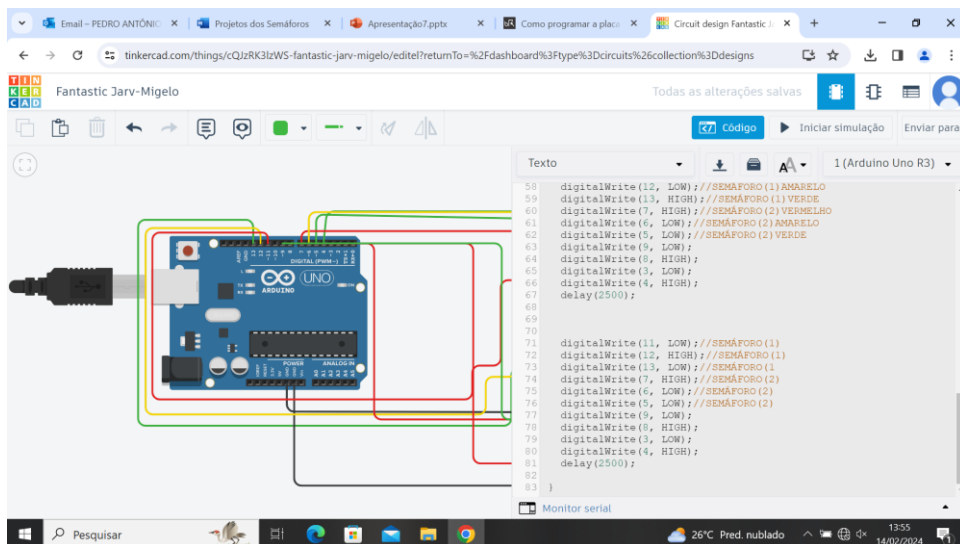 Email – PEDRO ANTÔNIO
Projetos dos Semáforos
Apresentação7.pptx
Como programar a placa
Circuit design Fantastic Ja
tinkercad.com/things/cQJzRK3lzWS-fantastic-jarv-migelo/editel?returnTo=%2Fdashboard%3Ftype%3Dcircuits%26collection%3Ddesigns
TIN
KER
CAD
Fantastic Jarv-Migelo
Todas as alterações salvas
Código
Iniciar simulação
Enviar para
Texto
AA
1 (Arduino Uno R3)
58 digitalWrite(12, LOW);//SEMÁFORO(1)AMARELO
59 digitalWrite(13, HIGH);//SEMÁFORO(1)VERDE
60 digitalWrite(7, HIGH);//SEMÁFORO(2)VERMELHO
61 digitalWrite(6, LOW);//SEMÁFORO(2)AMARELO
62 digitalWrite(5, LOW);//SEMÁFORO(2)VERDE
63 digitalWrite(9, LOW);
64 digitalWrite(8, HIGH);
65 digitalWrite(3, LOW);
66 digitalWrite(4, HIGH);
67 delay(2500);
68
69
70
71 digitalWrite(11, LOW);//SEMÁFORO(1)
72 digitalWrite(12, HIGH);//SEMÁFORO(1)
73 digitalWrite(13, LOW);//SEMÁFORO(1
74 digitalWrite(7, HIGH);//SEMÁFORO(2)
75 digitalWrite(6, LOW);//SEMÁFORO(2)
76 digitalWrite(5, LOW);//SEMÁFORO(2)
77 digitalWrite(9, LOW);
78 digitalWrite(8, HIGH);
79 digitalWrite(3, LOW);
80 digitalWrite(4, HIGH);
81 delay(2500);
82
83 }
DIGITAL (PWM~)
UNO
ARDUINO
POWER
ANALOG IN
Monitor serial
Pesquisar
26°C Pred. nublado
13:55
14/02/2024